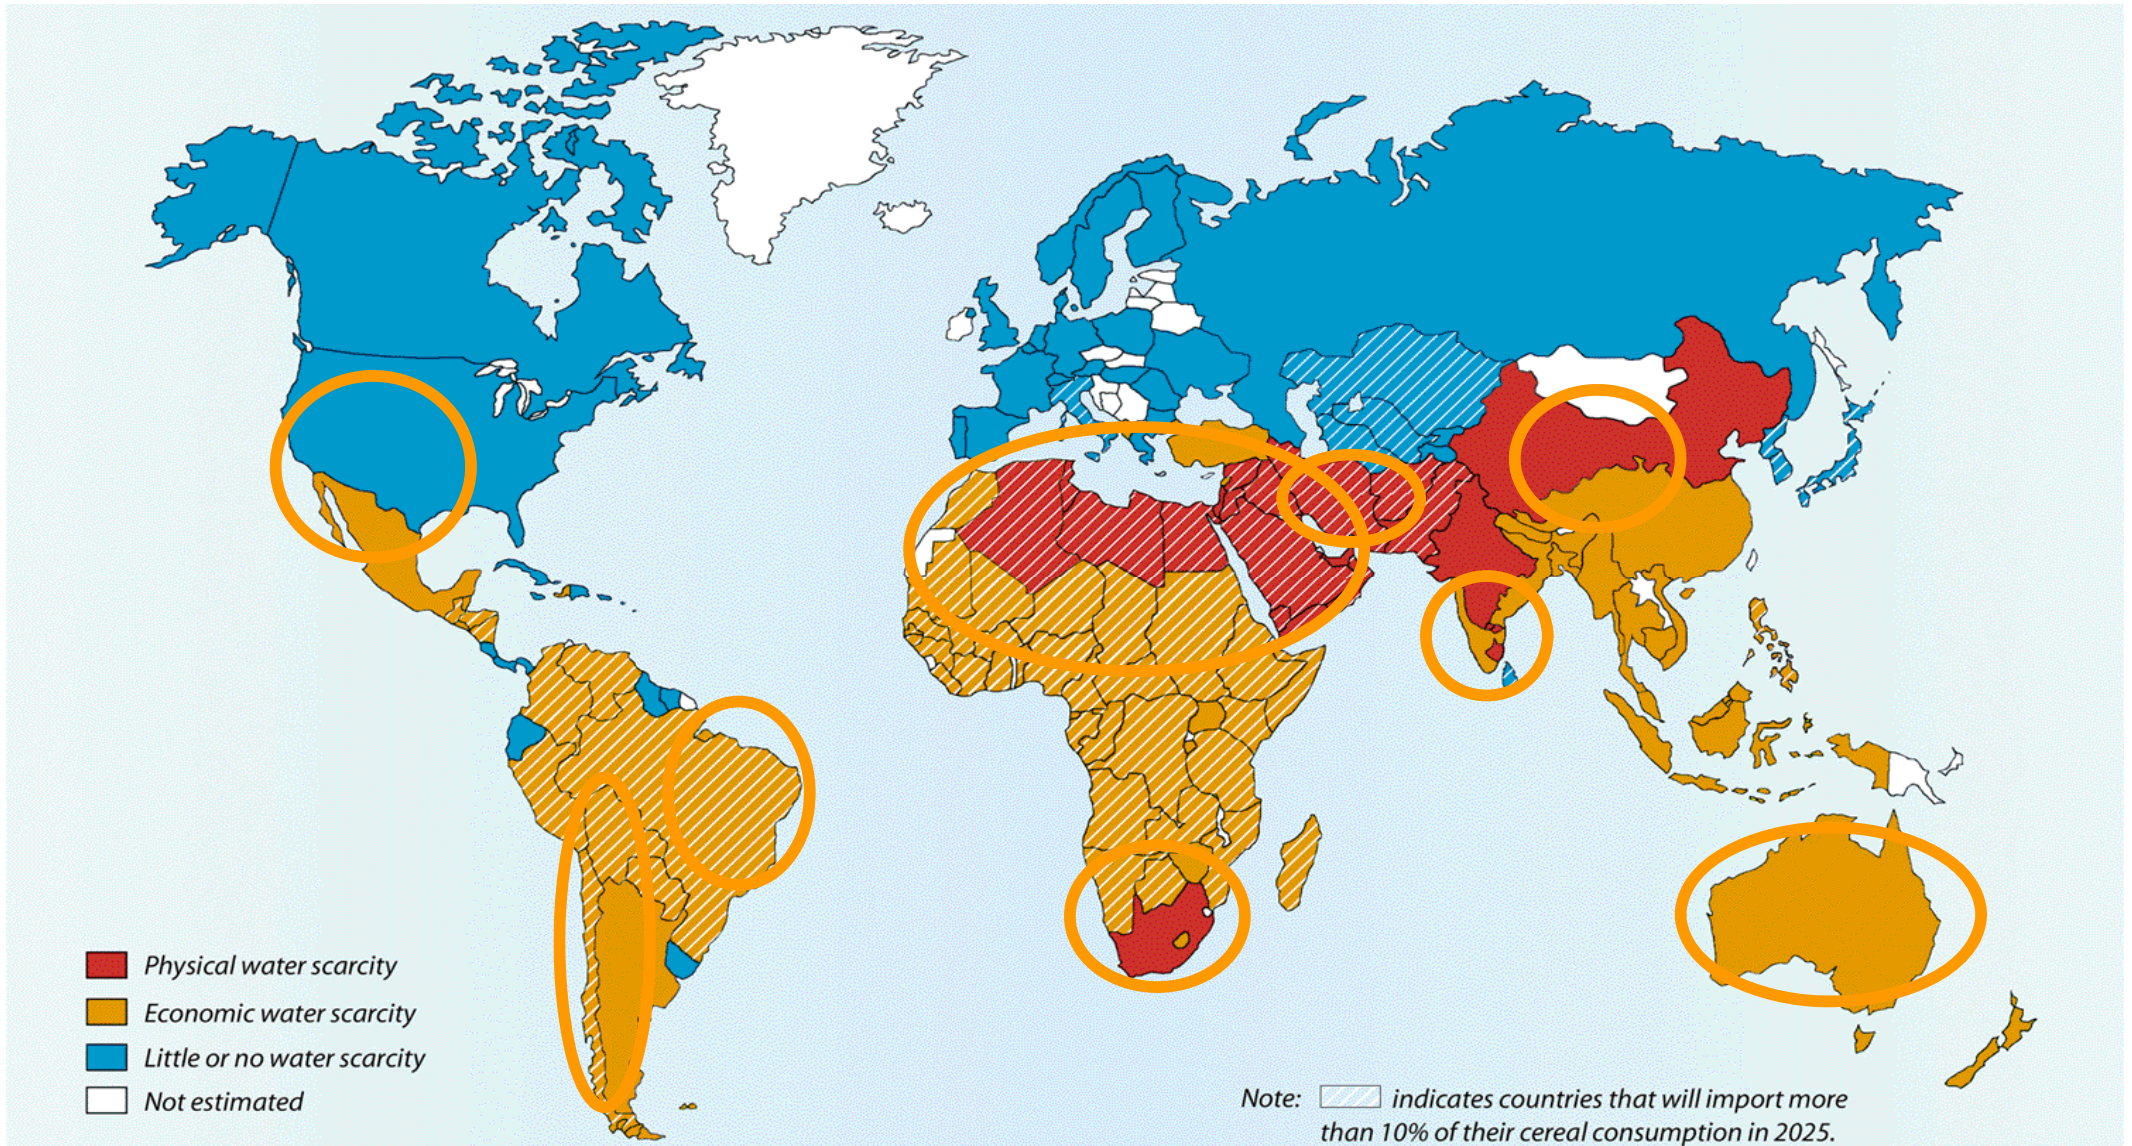 Physical water scarcity
Economic water scarcity
Little or no water scarcity
Not estimated
Note: indicates countries that will import more
than 10% of their cereal consumption in 2025.